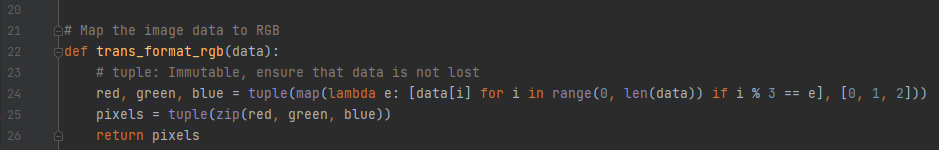 20
21 # Map the image data to RGB
22 def trans_format_rgb(data):
23     # tuple: Immutable, ensure that data is not lost
24     red, green, blue = tuple(map(lambda e: [data[i] for i in range(0, len(data)) if i % 3 == e], [0, 1, 2]))
25     pixels = tuple(zip(red, green, blue))
26     return pixels